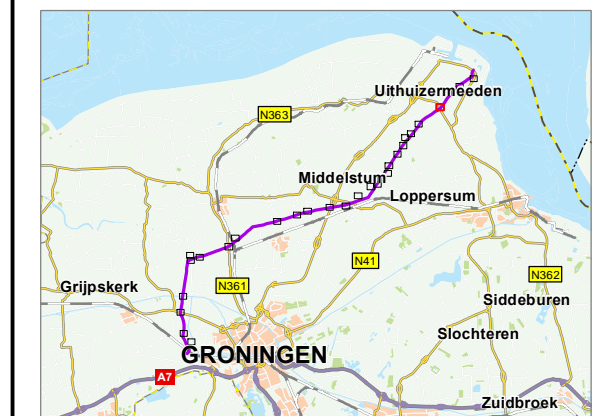 Uithuizermeeden
N363
Middelstum
Loppersum
N41
N362
N361
Grijpskerk
Siddeburen
Slochteren
GRONINGEN
A7
Zuidbroek